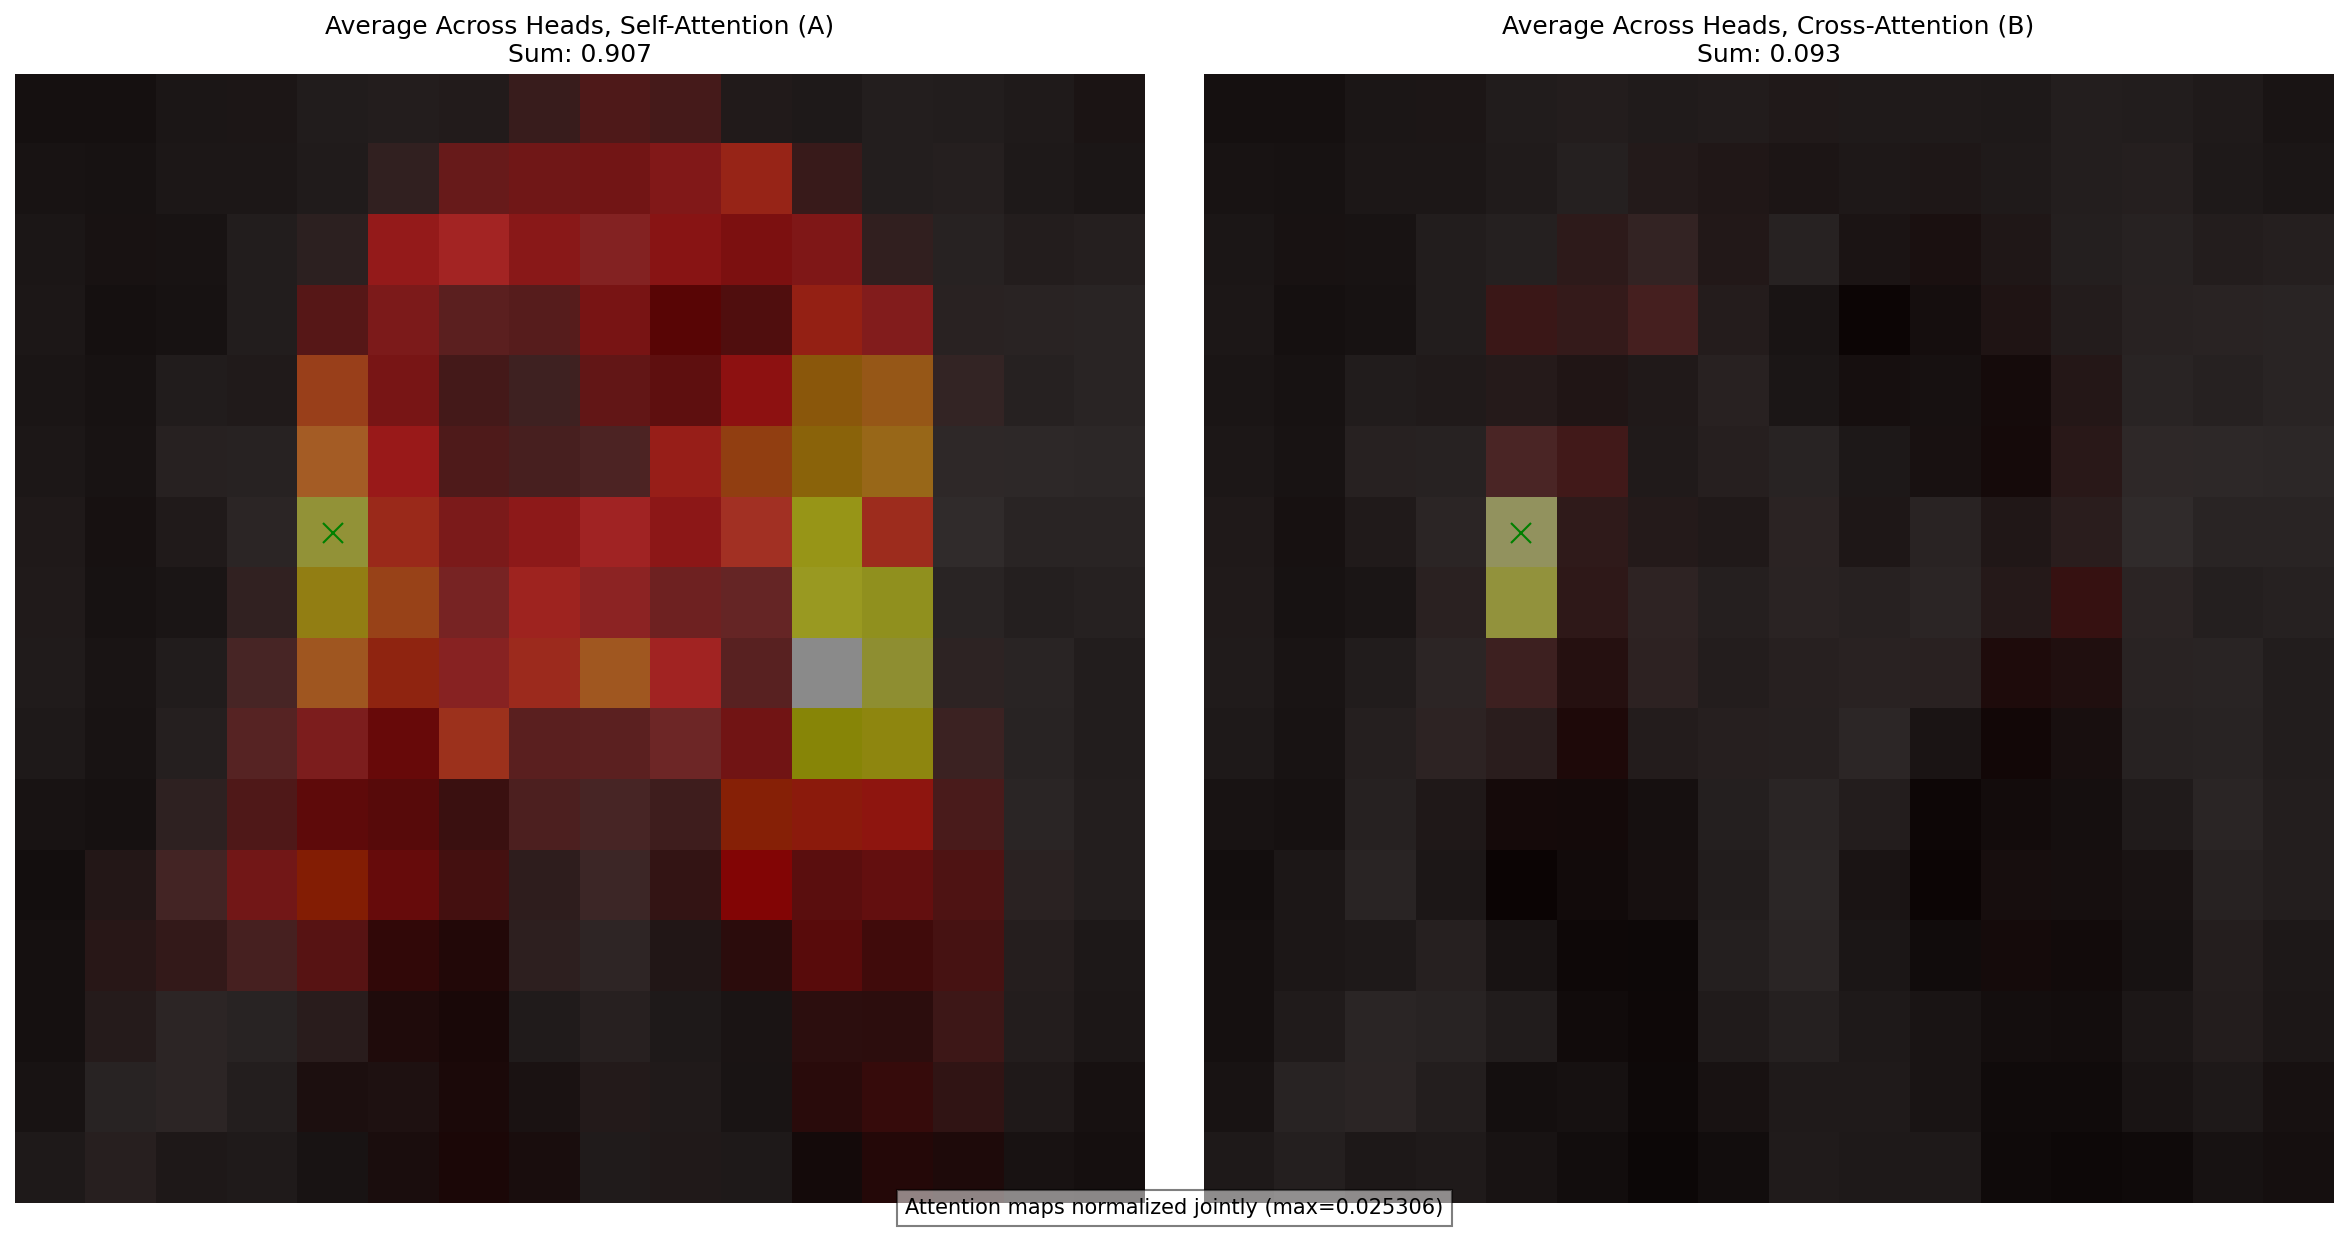 Average Across Heads, Self-Attention (A)
Sum: 0.907
Average Across Heads, Cross-Attention (B)
Sum: 0.093
Attention maps normalized jointly (max=0.025306)